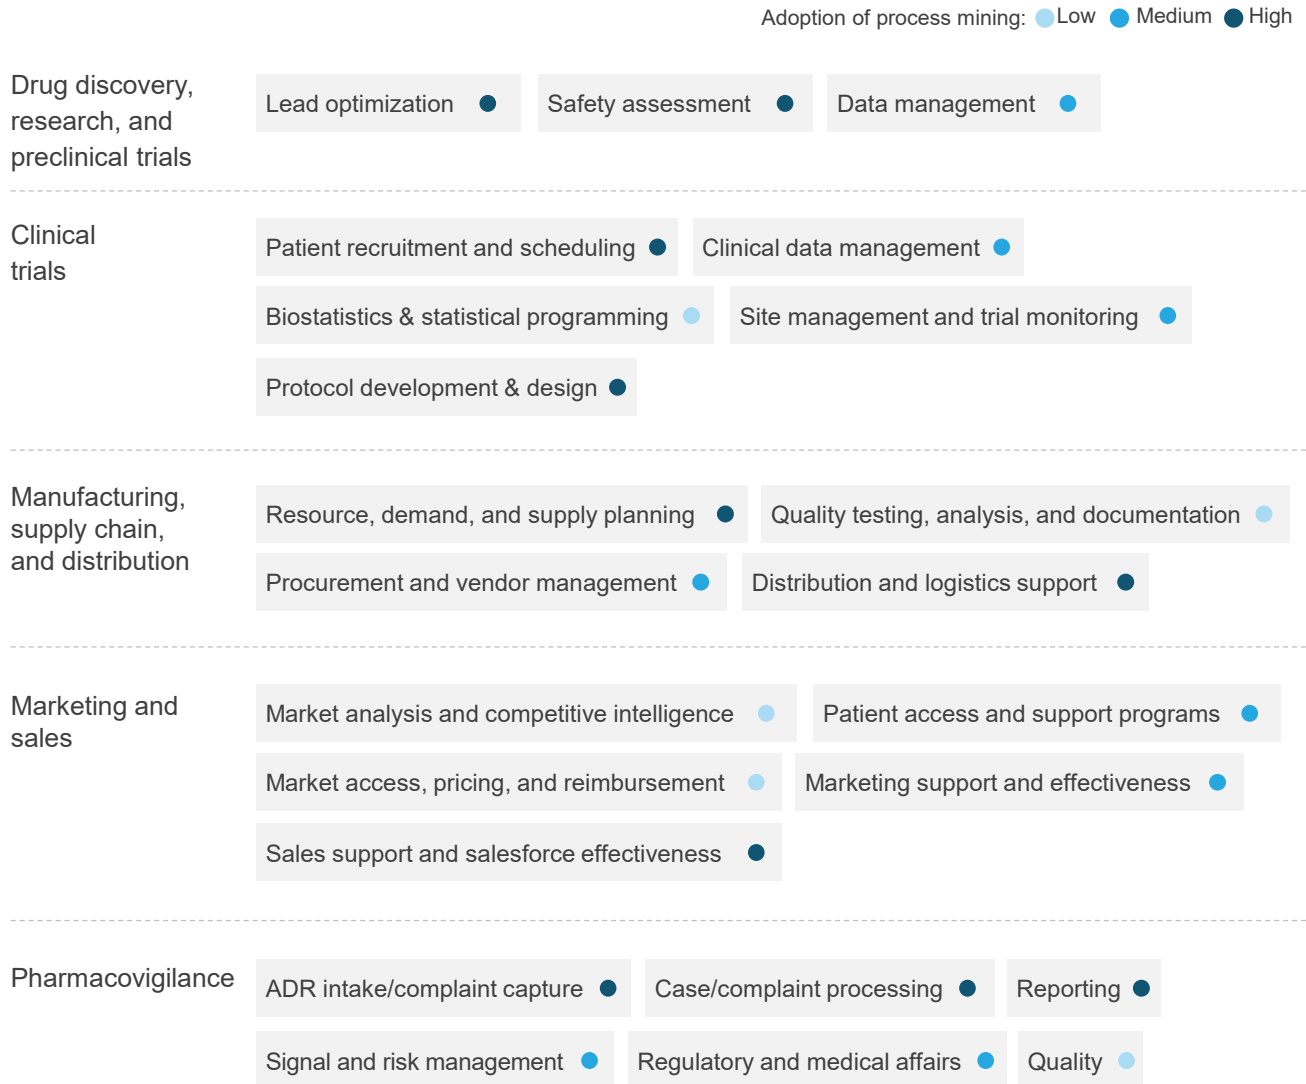 Adoption of process mining: Low Medium High
Drug discovery,
research, and
preclinical trials
Lead optimization Safety assessment Data management
Clinical
trials
Patient recruitment and scheduling Clinical data management
Biostatistics & statistical programming Site management and trial monitoring
Protocol development & design
Manufacturing,
supply chain,
and distribution
Resource, demand, and supply planning Quality testing, analysis, and documentation
Procurement and vendor management Distribution and logistics support
Marketing and
sales
Market analysis and competitive intelligence Patient access and support programs
Market access, pricing, and reimbursement Marketing support and effectiveness
Sales support and salesforce effectiveness
Pharmacovigilance
ADR intake/complaint capture Case/complaint processing Reporting
Signal and risk management Regulatory and medical affairs Quality